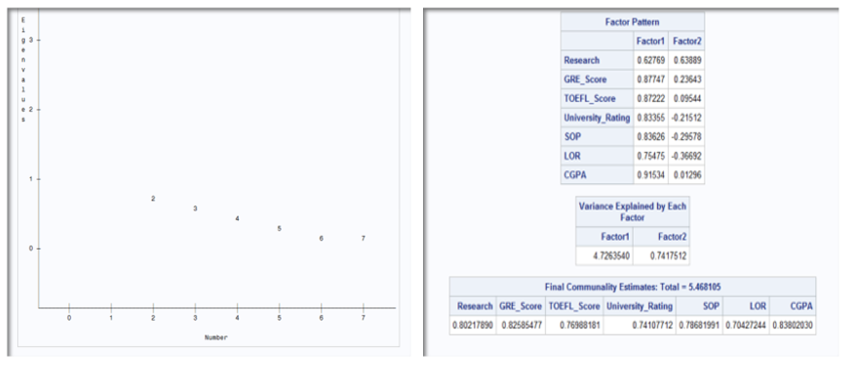 Eigenvalues
3
2
1
0
2
3
4
5
6
7
0 1 2 3 4 5 6 7
Number
Factor Pattern
Factor1 Factor2
Research 0.62769 0.63889
GRE_Score 0.87747 0.23643
TOEFL_Score 0.87222 0.09544
University_Rating 0.83355 -0.21512
SOP 0.83626 -0.29578
LOR 0.75475 -0.36692
CGPA 0.91534 0.01296
Variance Explained by Each
Factor
Factor1 Factor2
4.7263540 0.7417512
Final Communality Estimates: Total = 5.468105
Research GRE_Score TOEFL_Score University_Rating SOP LOR CGPA
0.80217890 0.82585477 0.76988181 0.74107712 0.78681991 0.70427244 0.83802030